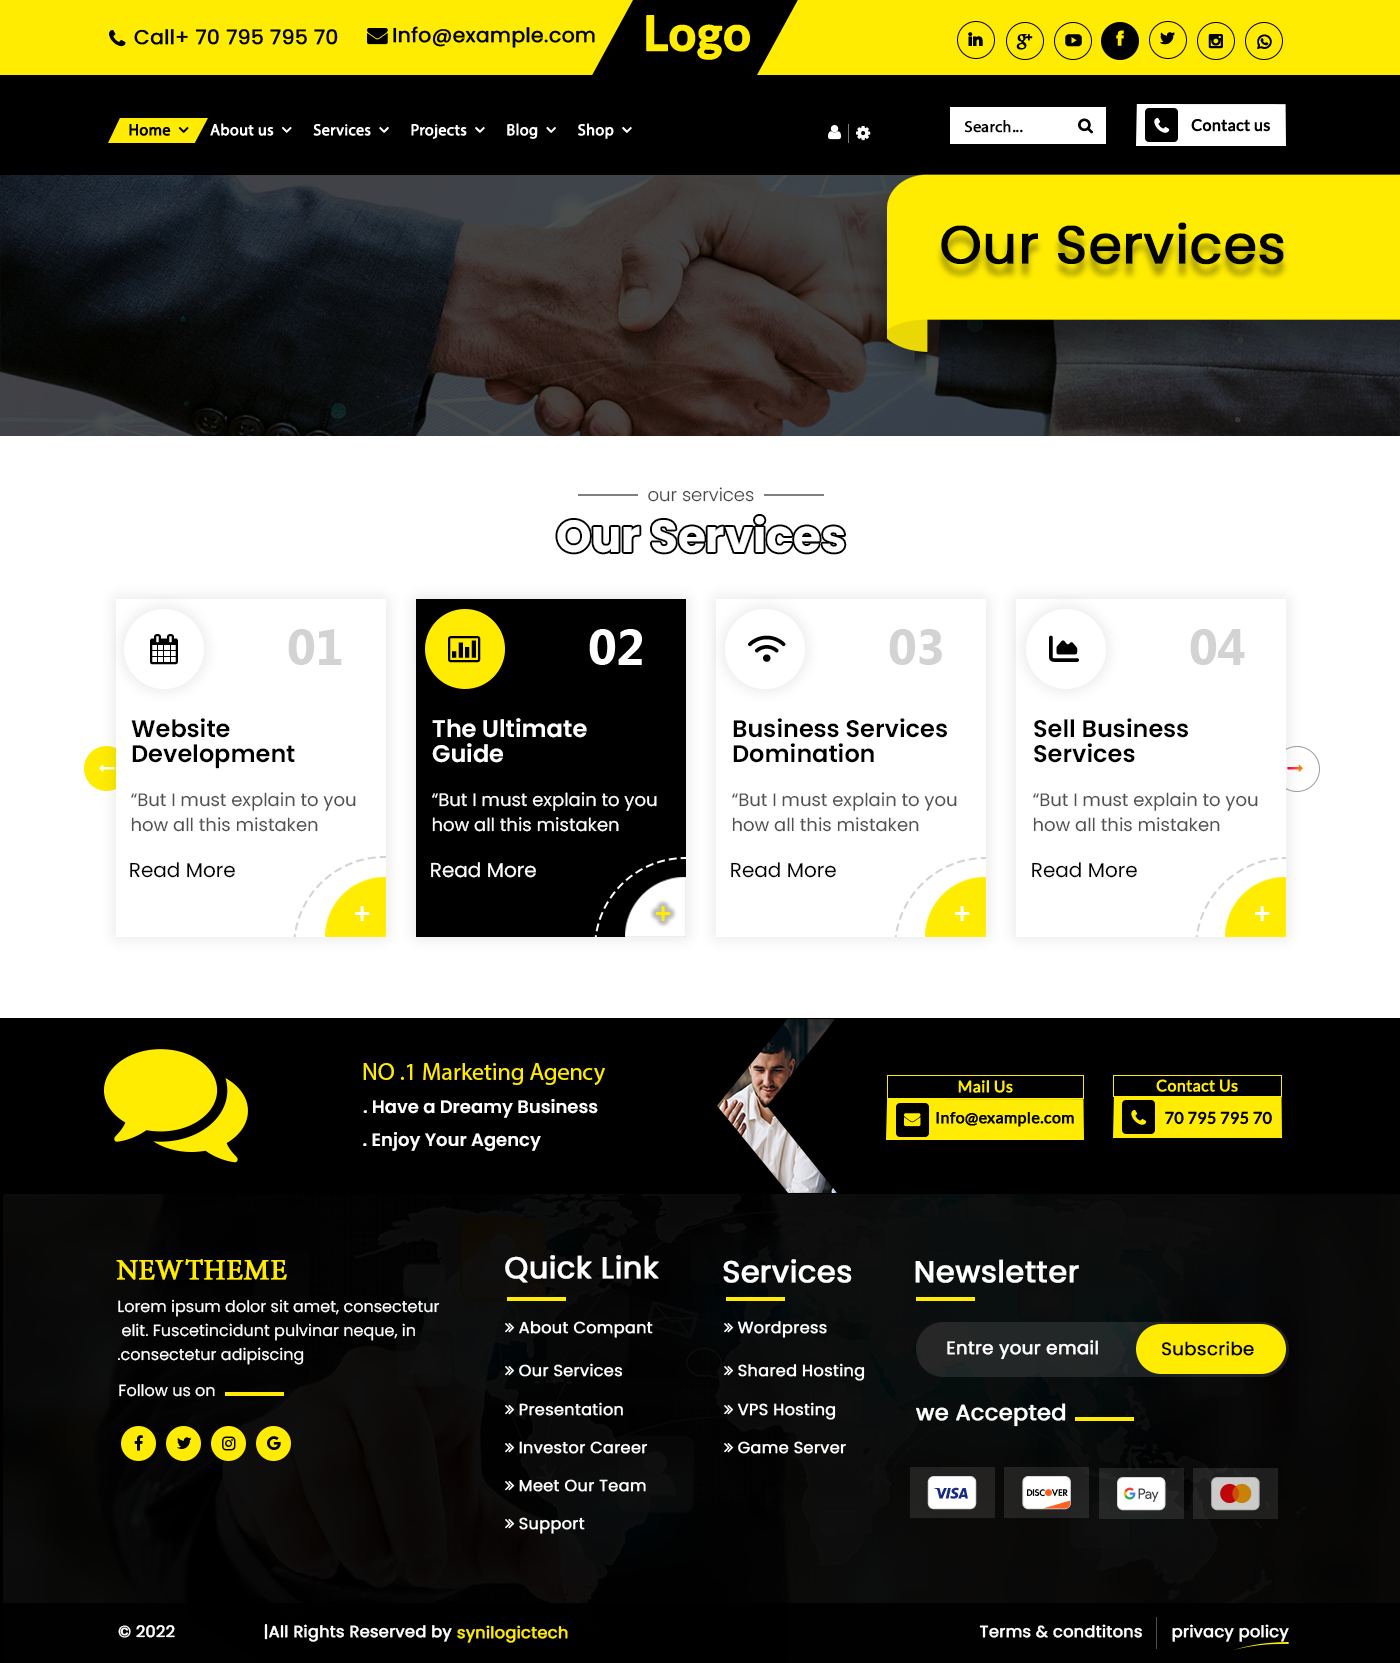 Call+ 70 795 795 70
Info@example.com
Logo
Home
About us
Services
Projects
Blog
Shop
Search...
Contact us
Our Services
our services
Our Services
01
Website
Development
“But I must explain to you
how all this mistaken
Read More
+
02
The Ultimate
Guide
“But I must explain to you
how all this mistaken
Read More
+
03
Business Services
Domination
“But I must explain to you
how all this mistaken
Read More
+
04
Sell Business
Services
“But I must explain to you
how all this mistaken
Read More
+
NO .1 Marketing Agency
. Have a Dreamy Business
. Enjoy Your Agency
Mail Us
Info@example.com
Contact Us
70 795 795 70
NEWTHEME
Lorem ipsum dolor sit amet, consectetur
elit. Fuscetincidunt pulvinar neque, in
.consectetur adipiscing
Follow us on
Quick Link
» About Compant
» Our Services
» Presentation
» Investor Career
» Meet Our Team
» Support
Services
» Wordpress
» Shared Hosting
» VPS Hosting
» Game Server
Newsletter
Entre your email
Subscribe
we Accepted
VISA
DISCOVER
G Pay
© 2022
|All Rights Reserved by synilogictech
Terms & condtitons
privacy policy